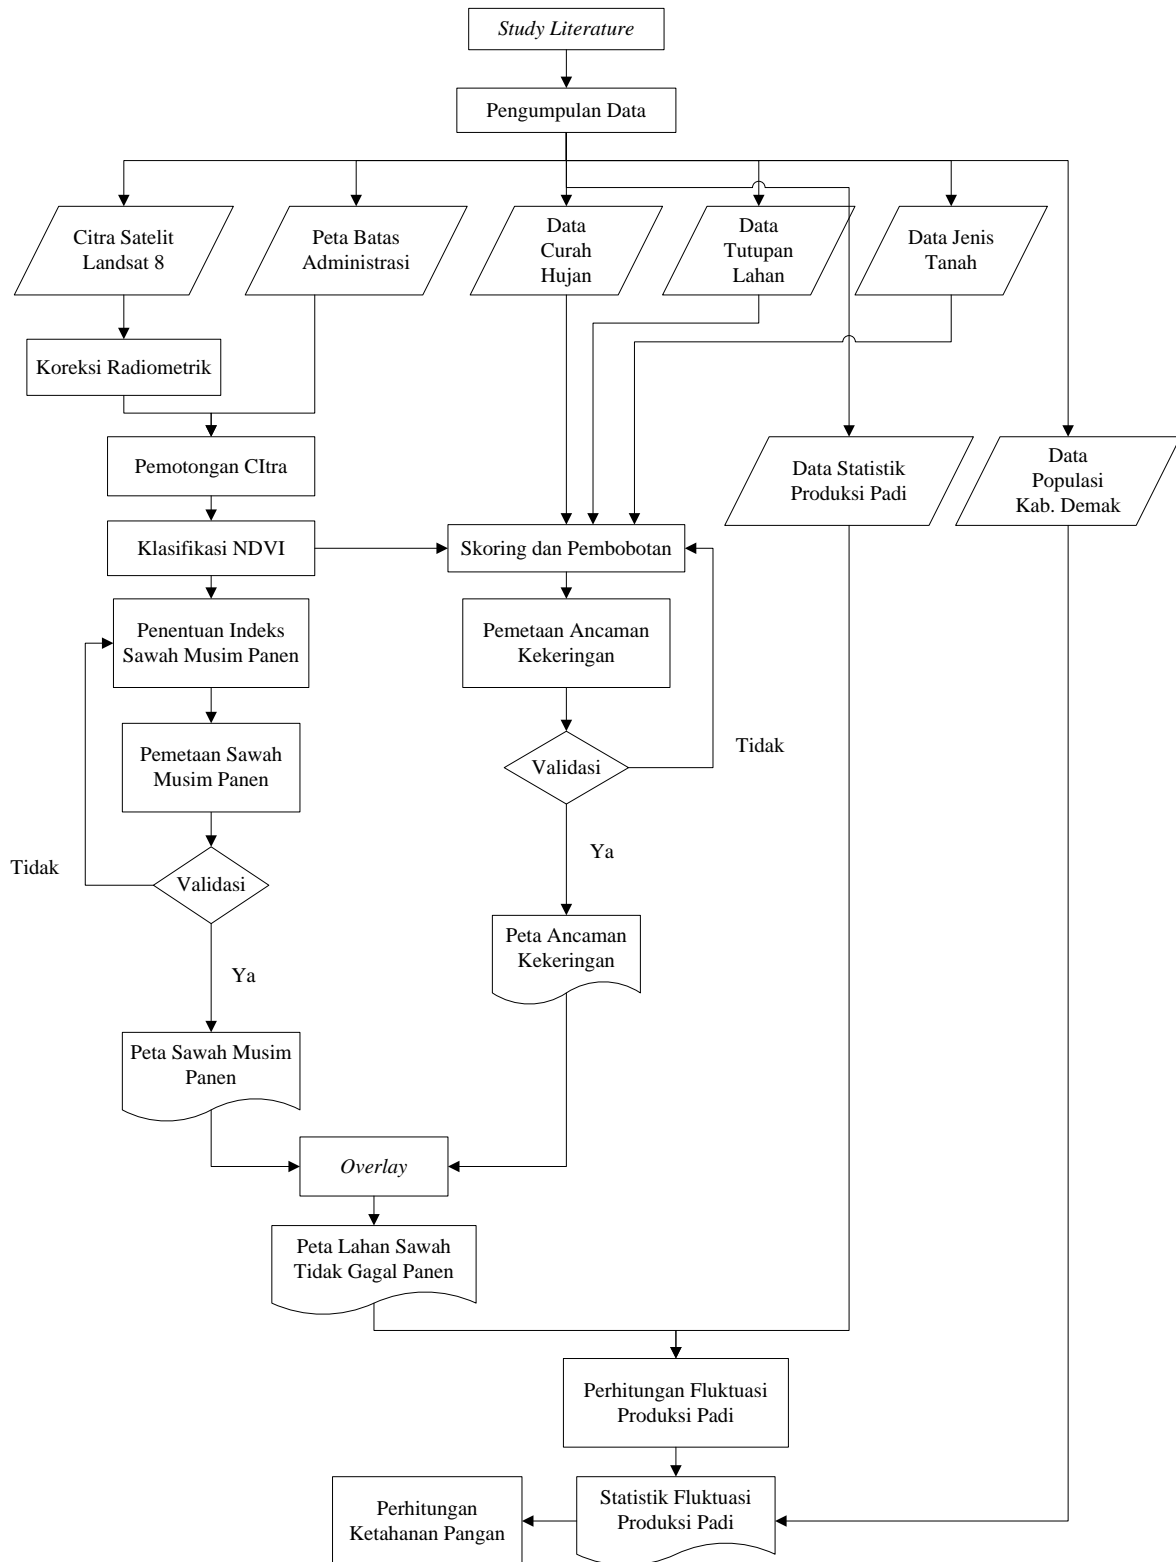 Study Literature
Pengumpulan Data
Citra Satelit
Landsat 8
Peta Batas
Administrasi
Data
Curah
Hujan
Data
Tutupan
Lahan
Data Jenis
Tanah
Koreksi Radiometrik
Pemotongan CItra
Data Statistik
Produksi Padi
Data
Populasi
Kab. Demak
Klasifikasi NDVI
Skoring dan Pembobotan
Penentuan Indeks
Sawah Musim Panen
Pemetaan Ancaman
Kekeringan
Pemetaan Sawah
Musim Panen
Validasi
Tidak
Tidak
Validasi
Ya
Ya
Peta Ancaman
Kekeringan
Peta Sawah Musim
Panen
Overlay
Peta Lahan Sawah
Tidak Gagal Panen
Perhitungan Fluktuasi
Produksi Padi
Perhitungan
Ketahanan Pangan
Statistik Fluktuasi
Produksi Padi